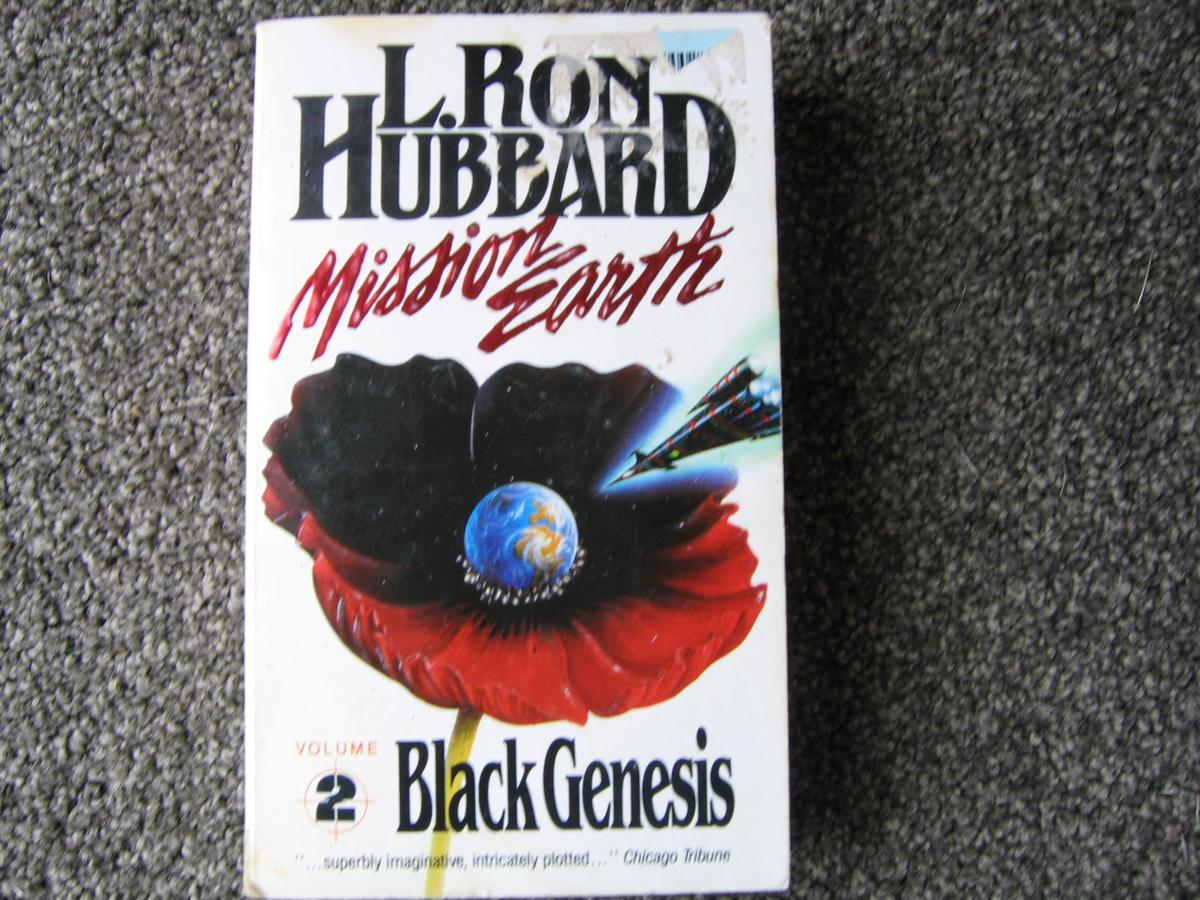 L. RON
HUBBARD
Mission
Earth
VOLUME
2
Black Genesis
"...superbly imaginative, intricately plotted..." Chicago Tribune